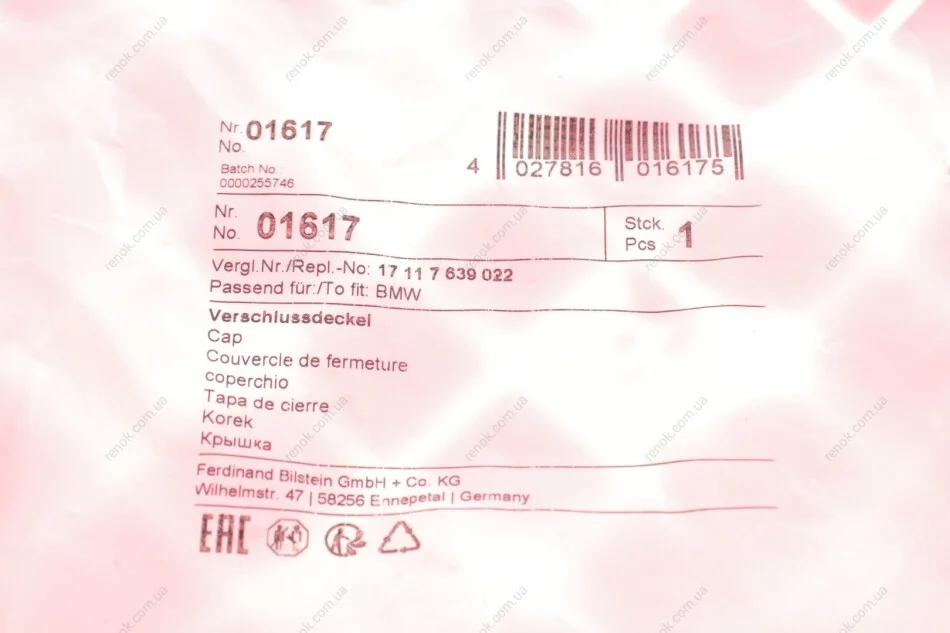 Nr. 01617
No.
Batch No.:
0000255746
4 027816 016175
Nr. 01617
No.
Stck. 1
Pcs
Vergl.Nr./Repl.-No: 17 11 7 639 022
Passend für:/To fit: BMW
Verschlussdeckel
Cap
Couvercle de fermeture
coperchio
Tapa de cierre
Korek
Крышка
Ferdinand Bilstein GmbH + Co. KG
Wilhelmstr. 47 | 58256 Ennepetal | Germany
EAC
renok.com.ua